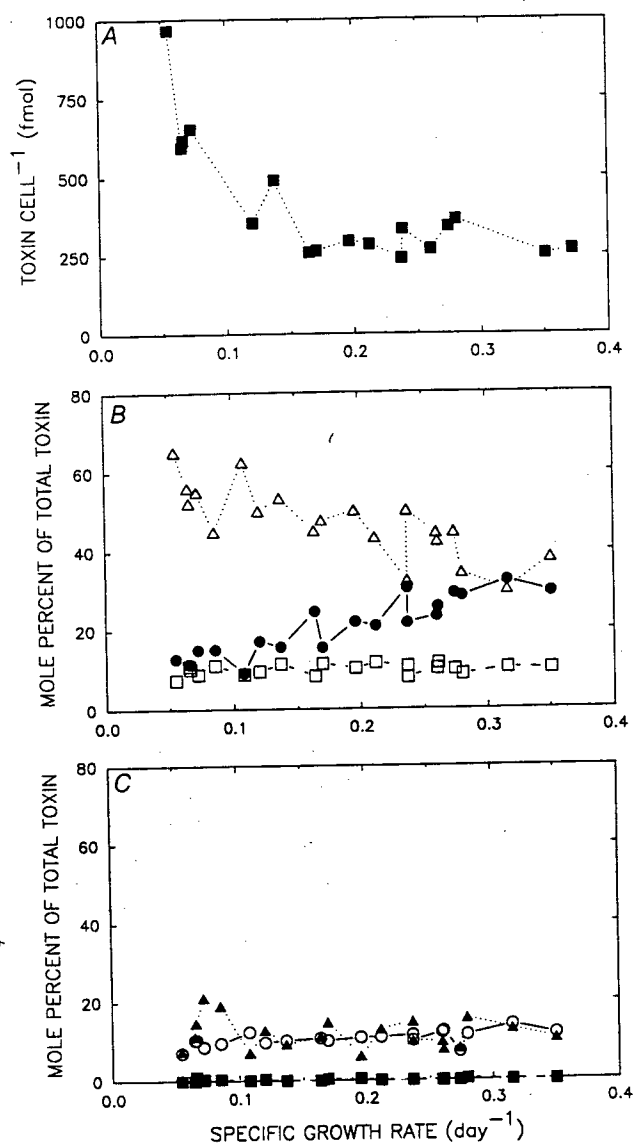 A
1000
750
500
250
0
TOXIN CELL⁻¹ (fmol)
0.0 0.1 0.2 0.3 0.4
B
80
60
40
20
0
MOLE PERCENT OF TOTAL TOXIN
0.0 0.1 0.2 0.3 0.4
C
80
60
40
20
0
MOLE PERCENT OF TOTAL TOXIN
0.0 0.1 0.2 0.3 0.4
SPECIFIC GROWTH RATE (day⁻¹)